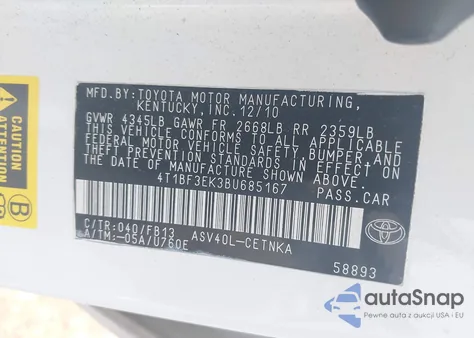 MFD.BY: TOYOTA MOTOR MANUFACTURING,
KENTUCKY, INC. 12/10
GVWR 4345LB GAWR FR 2668LB RR 2359LB
THIS VEHICLE CONFORMS TO ALL APPLICABLE
FEDERAL MOTOR VEHICLE SAFETY, BUMPER, AND
THEFT PREVENTION STANDARDS IN EFFECT ON
THE DATE OF MANUFACTURE SHOWN ABOVE.
4T1BF3EK3BU685167 PASS.CAR
C/TR: 040/FB13 ASV40L-CETNKA
A/TM: -05A/U760E
58893
TOYOTA
B
autoSnap
Pewne auta z aukcji USA i EU